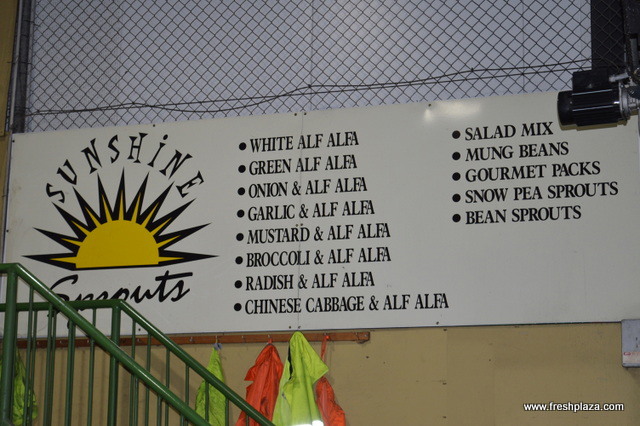 SUNSHiNE
Sprouts
• WHITE ALF ALFA
• GREEN ALF ALFA
• ONION & ALF ALFA
• GARLIC & ALF ALFA
• MUSTARD & ALF ALFA
• BROCCOLI & ALF ALFA
• RADISH & ALF ALFA
• CHINESE CABBAGE & ALF ALFA
• SALAD MIX
• MUNG BEANS
• GOURMET PACKS
• SNOW PEA SPROUTS
• BEAN SPROUTS
www.freshplaza.com